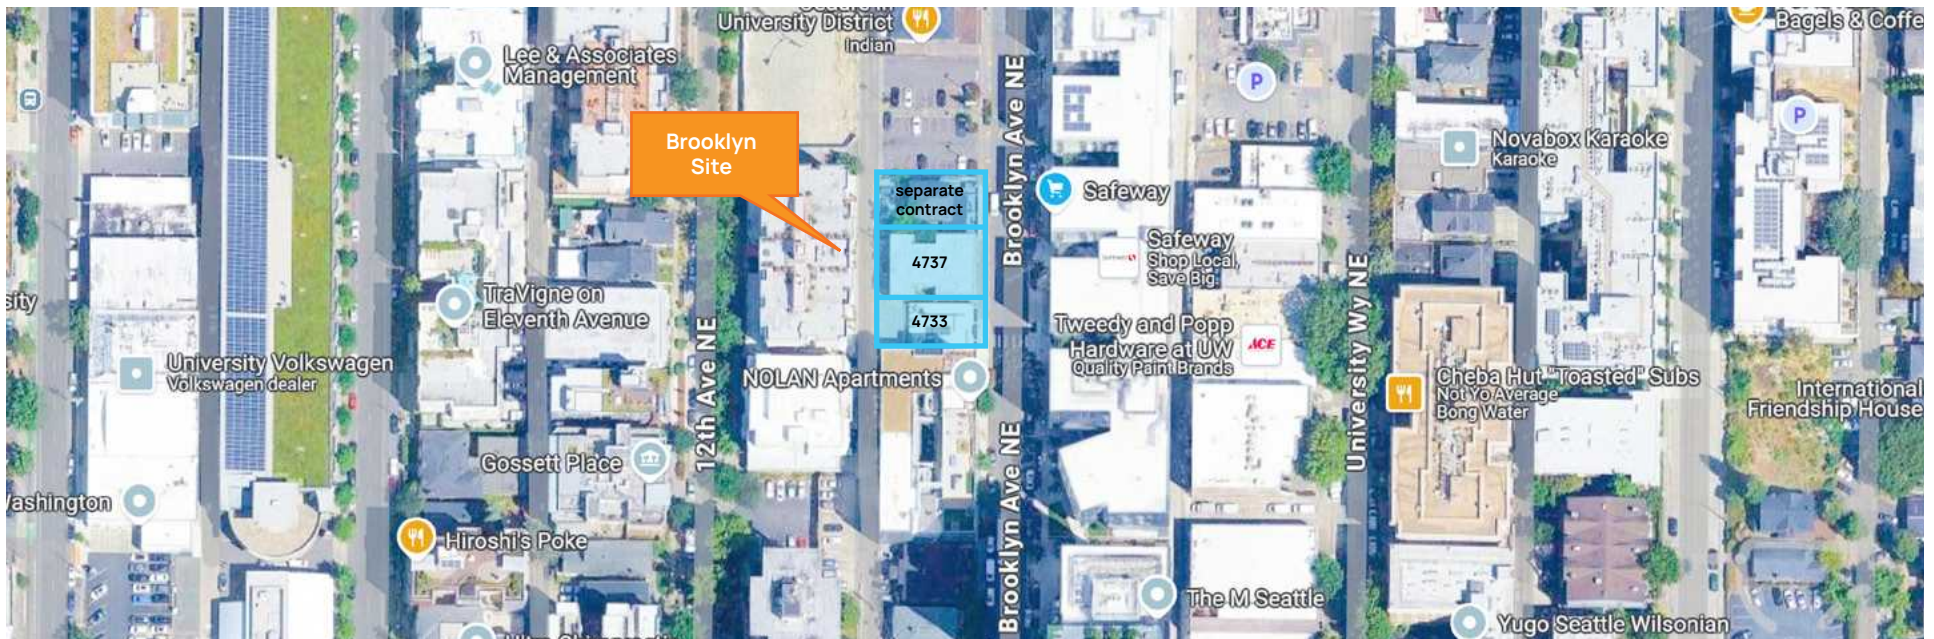 University District
Indian
Bagels & Coffe
Lee & Associates
Management
Brooklyn Ave NE
P
P
Brooklyn
Site
Novabox Karaoke
Karaoke
separate
contract
Safeway
Safeway
Shop Local,
Save Big.
4737
University Wy NE
sity
TraVigne on
Eleventh Avenue
4733
12th Ave NE
Tweedy and Popp
Hardware at UW
Quality Paint Brands
ACE
University Volkswagen
Volkswagen dealer
NOLAN Apartments
Cheba Hut "Toasted" Subs
Not Yo Average
Bong Water
International
Friendship House
Gossett Place
Brooklyn Ave NE
Washington
Hiroshi's Poke
The M Seattle
Yugo Seattle Wilsonian